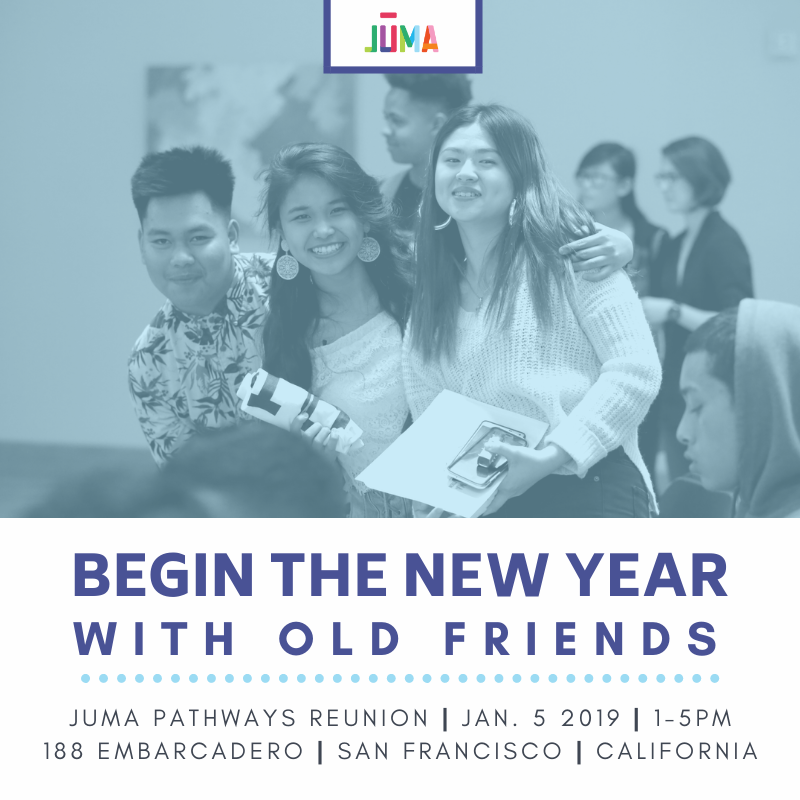 JŪMA
BEGIN THE NEW YEAR
WITH OLD FRIENDS
JUMA PATHWAYS REUNION | JAN. 5 2019 | 1-5PM
188 EMBARCADERO | SAN FRANCISCO | CALIFORNIA